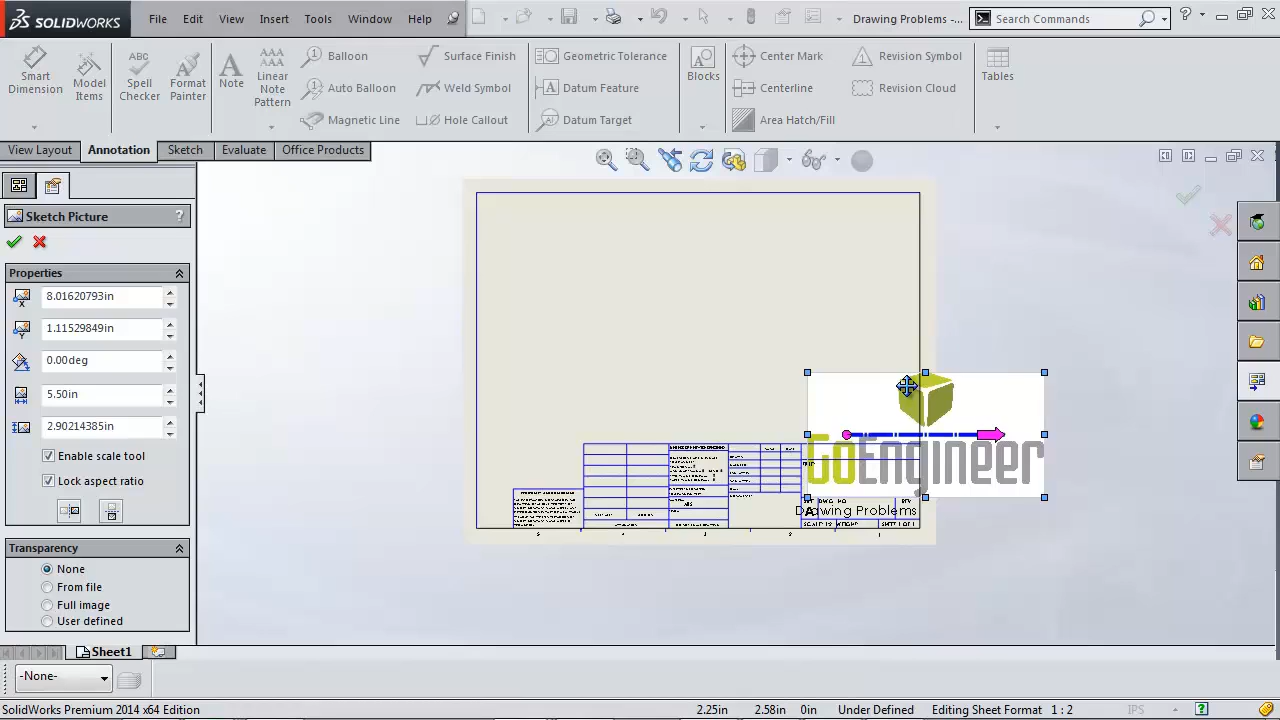 SOLIDWORKS File Edit View Insert Tools Window Help Drawing Problems -... Search Commands
Smart Dimension
Model Items
Spell Checker
Format Painter
Note
Linear Note Pattern
Balloon
Auto Balloon
Magnetic Line
Surface Finish
Weld Symbol
Hole Callout
Geometric Tolerance
Datum Feature
Datum Target
Blocks
Center Mark
Centerline
Area Hatch/Fill
Revision Symbol
Revision Cloud
Tables
View Layout Annotation Sketch Evaluate Office Products
Sketch Picture ?
Properties
8.01620793in
1.11529849in
0.00deg
5.50in
2.90214385in
Enable scale tool
Lock aspect ratio
Transparency
None
From file
Full image
User defined
GoEngineer
Drawing Problems
Sheet1
-None-
SolidWorks Premium 2014 x64 Edition 2.25in 2.58in 0in Under Defined Editing Sheet Format 1 : 2 IPS